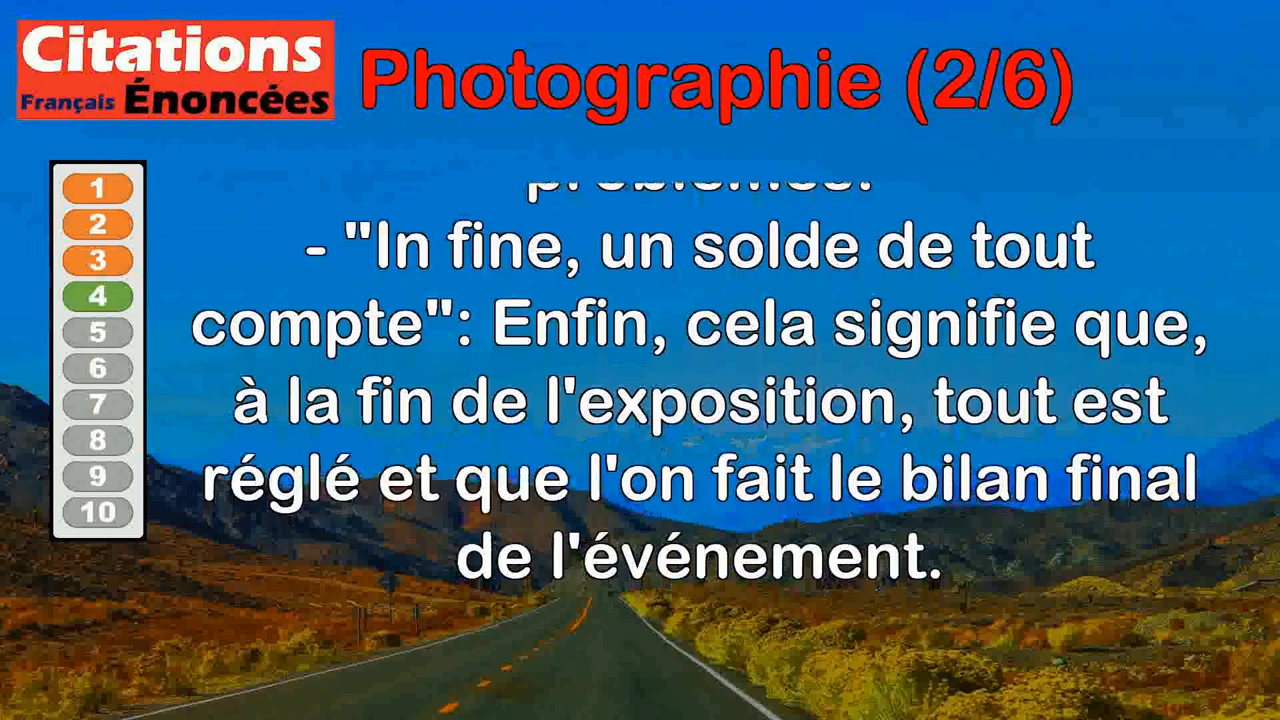 Citations
Français Énoncées
Photographie (2/6)
1
2
3
4
5
6
7
8
9
10
- "In fine, un solde de tout
compte": Enfin, cela signifie que,
à la fin de l'exposition, tout est
réglé et que l'on fait le bilan final
de l'événement.